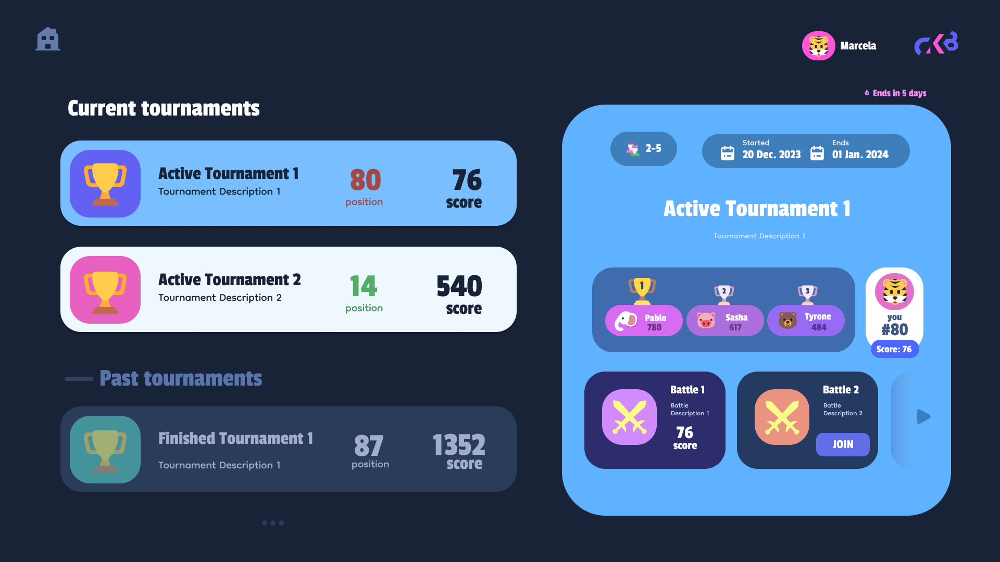 Marcela
CKB
Ends in 5 days
Current tournaments
Active Tournament 1
Tournament Description 1
80
position
76
score
Active Tournament 2
Tournament Description 2
14
position
540
score
Past tournaments
Finished Tournament 1
Tournament Description 1
87
position
1352
score
2-5
Started
20 Dec. 2023
Ends
01 Jan. 2024
Active Tournament 1
Tournament Description 1
1
2
3
Pablo
780
Sasha
617
Tyrone
484
you
#80
Score: 76
Battle 1
Battle
Description 1
76
score
Battle 2
Battle
Description 2
JOIN